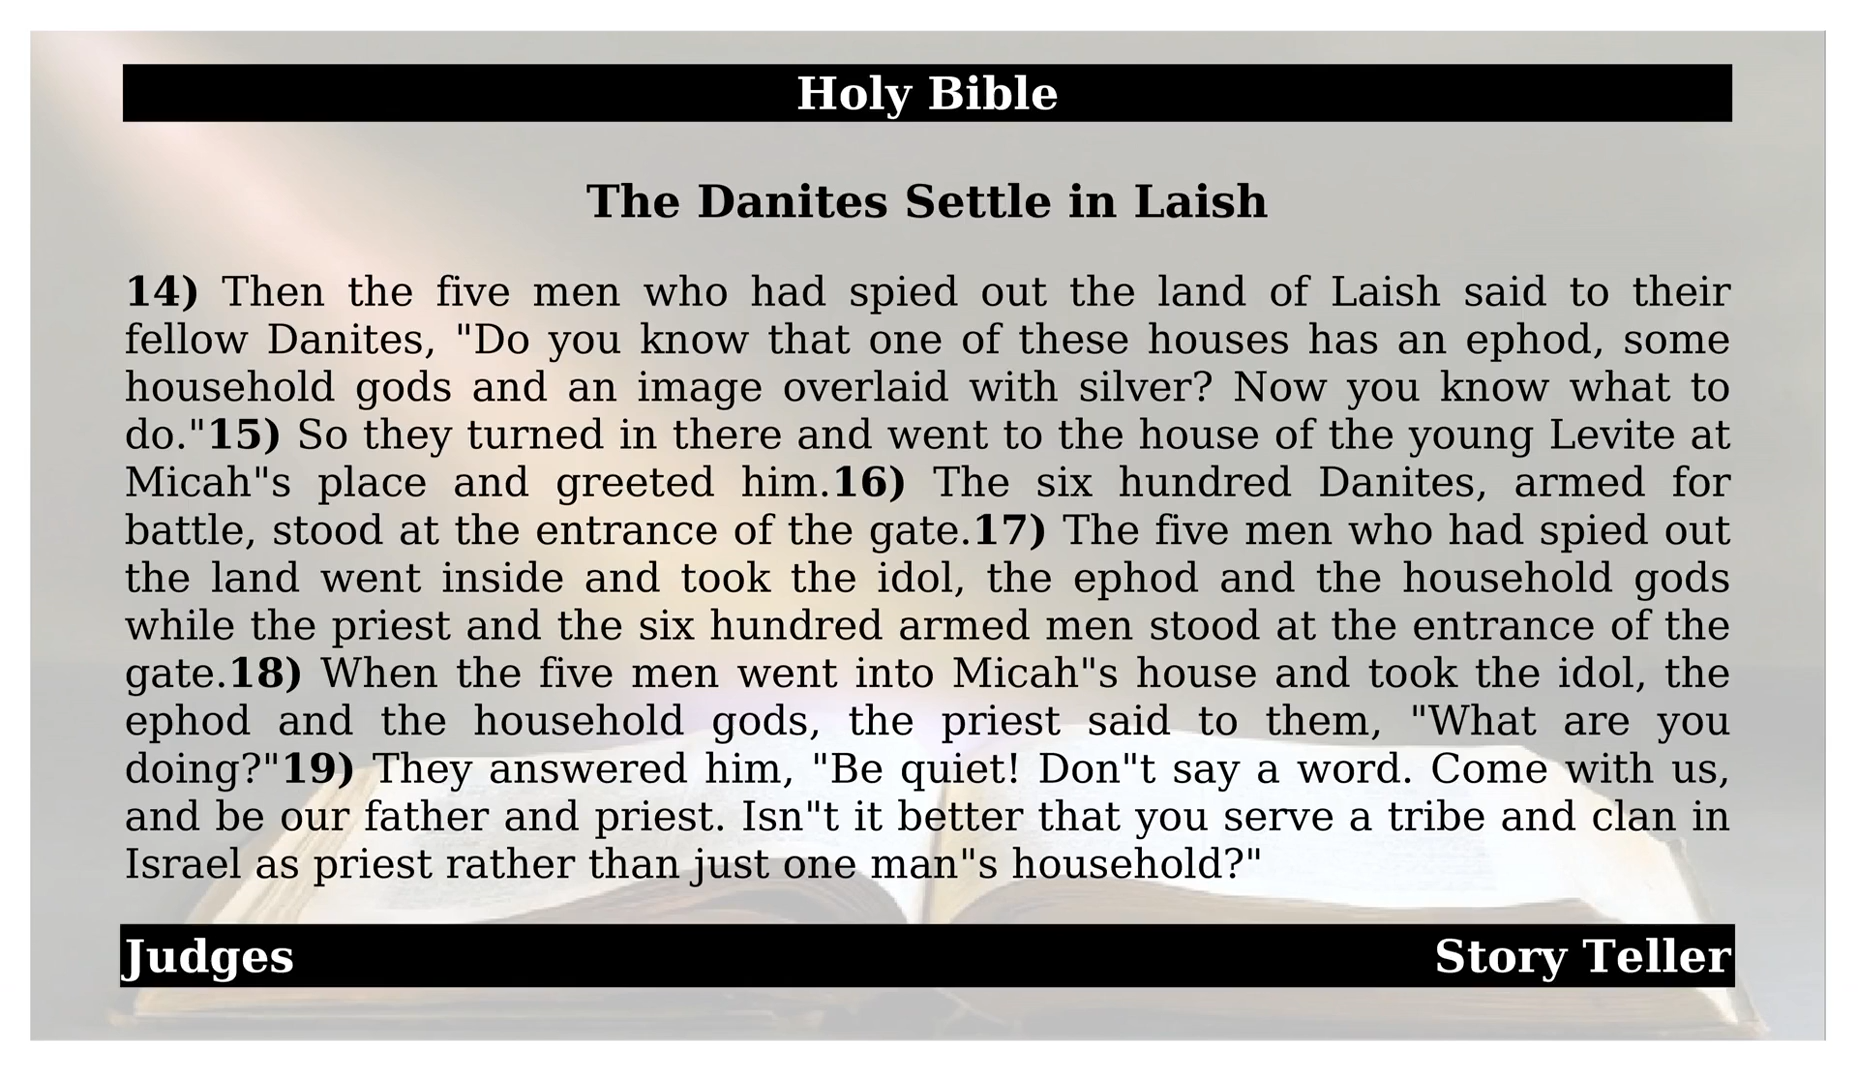 Holy Bible
The Danites Settle in Laish
14) Then the five men who had spied out the land of Laish said to their
fellow Danites, "Do you know that one of these houses has an ephod, some
household gods and an image overlaid with silver? Now you know what to
do."15) So they turned in there and went to the house of the young Levite at
Micah"s place and greeted him.16) The six hundred Danites, armed for
battle, stood at the entrance of the gate.17) The five men who had spied out
the land went inside and took the idol, the ephod and the household gods
while the priest and the six hundred armed men stood at the entrance of the
gate.18) When the five men went into Micah"s house and took the idol, the
ephod and the household gods, the priest said to them, "What are you
doing?"19) They answered him, "Be quiet! Don"t say a word. Come with us,
and be our father and priest. Isn"t it better that you serve a tribe and clan in
Israel as priest rather than just one man"s household?"
Judges Story Teller